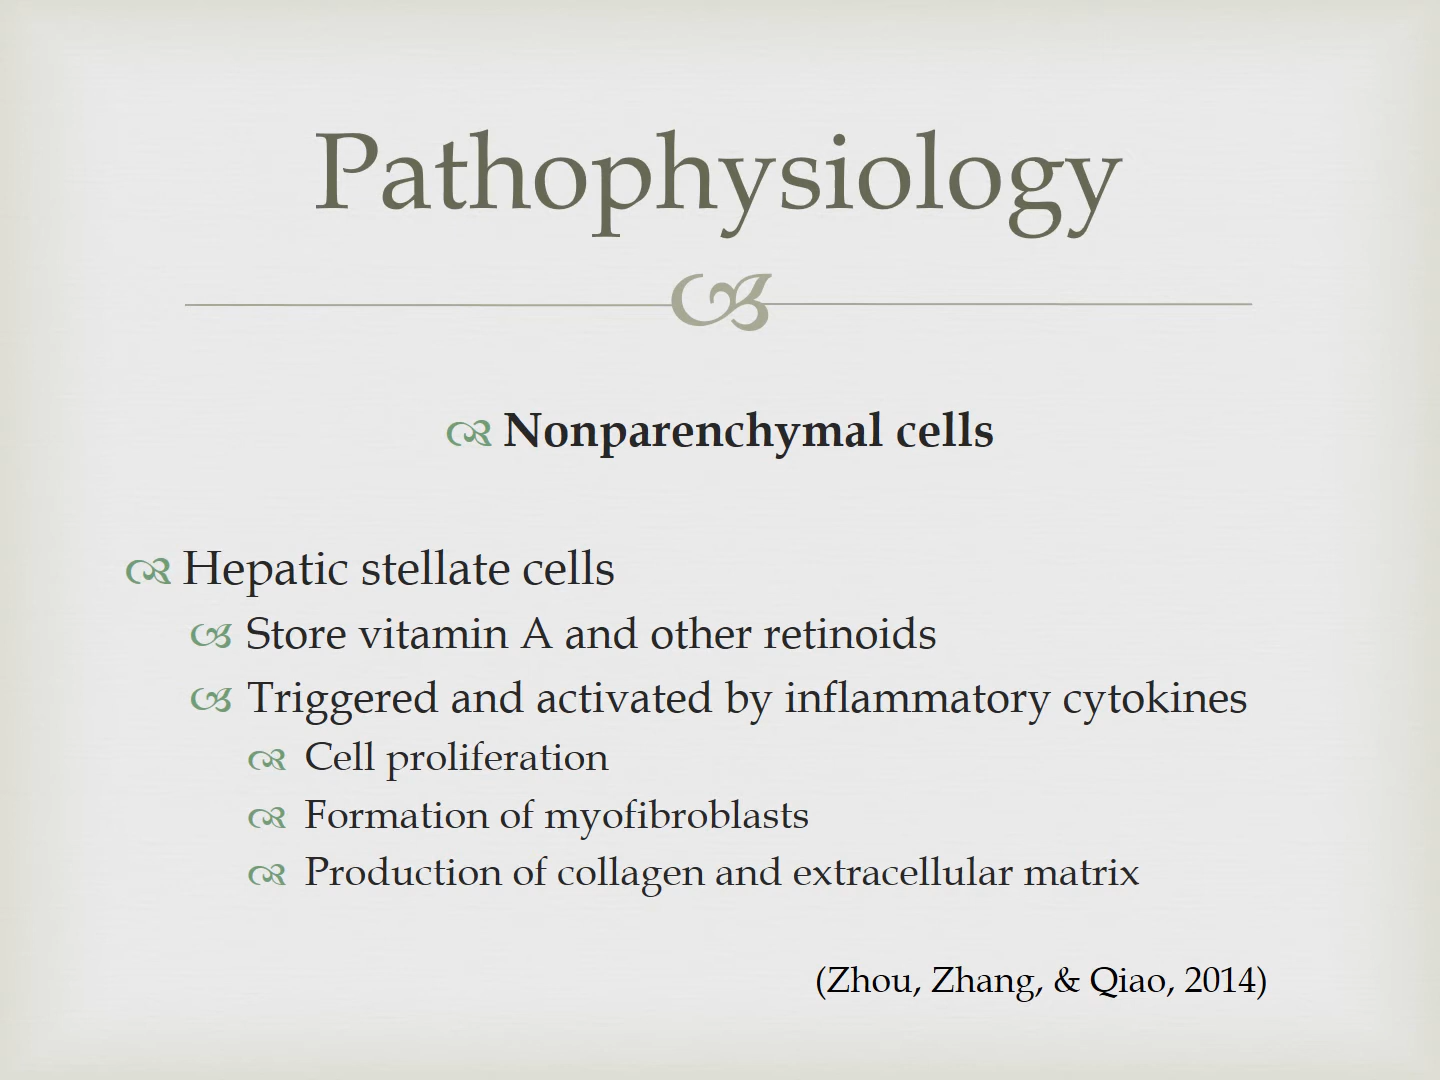 Pathophysiology
Nonparenchymal cells
Hepatic stellate cells
Store vitamin A and other retinoids
Triggered and activated by inflammatory cytokines
Cell proliferation
Formation of myofibroblasts
Production of collagen and extracellular matrix
(Zhou, Zhang, & Qiao, 2014)